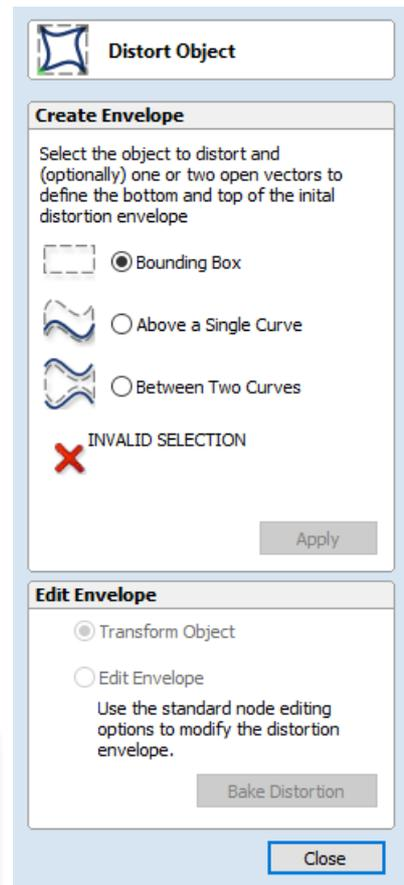 Distort Object
Create Envelope
Select the object to distort and
(optionally) one or two open vectors to
define the bottom and top of the inital
distortion envelope
Bounding Box
Above a Single Curve
Between Two Curves
INVALID SELECTION
Apply
Edit Envelope
Transform Object
Edit Envelope
Use the standard node editing
options to modify the distortion
envelope.
Bake Distortion
Close